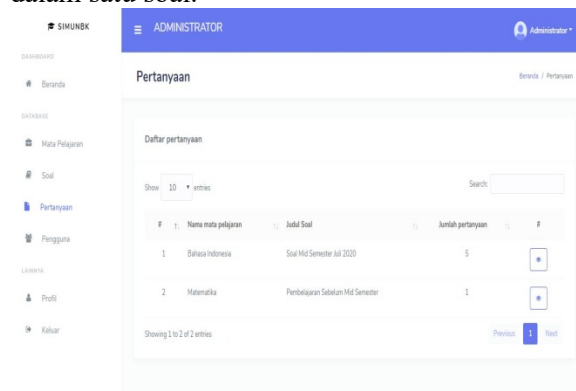 dalam satu soal.
SIMUNBK
ADMINISTRATOR
Administrator
DASHBOARD
Beranda
Pertanyaan
Beranda / Pertanyaan
DATABASE
Mata Pelajaran
Soal
Pertanyaan
Pengguna
LAINNYA
Profil
Keluar
Daftar pertanyaan
Show 10 entries
Search:
# Nama mata pelajaran Judul Soal Jumlah pertanyaan #
1 Bahasa Indonesia Soal Mid Semester Juli 2020 5
2 Matematika Pembelajaran Sebelum Mid Semester 1
Showing 1 to 2 of 2 entries
Previous 1 Next